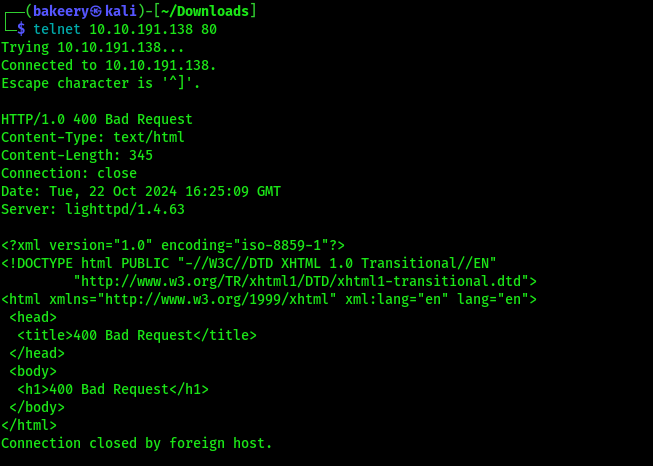 ┌──(bakeery㉿kali)-[~/Downloads]
└─$ telnet 10.10.191.138 80
Trying 10.10.191.138...
Connected to 10.10.191.138.
Escape character is '^]'.

HTTP/1.0 400 Bad Request
Content-Type: text/html
Content-Length: 345
Connection: close
Date: Tue, 22 Oct 2024 16:25:09 GMT
Server: lighttpd/1.4.63

<?xml version="1.0" encoding="iso-8859-1"?>
<!DOCTYPE html PUBLIC "-//W3C//DTD XHTML 1.0 Transitional//EN"
         "http://www.w3.org/TR/xhtml1/DTD/xhtml1-transitional.dtd">
<html xmlns="http://www.w3.org/1999/xhtml" xml:lang="en" lang="en">
 <head>
  <title>400 Bad Request</title>
 </head>
 <body>
  <h1>400 Bad Request</h1>
 </body>
</html>
Connection closed by foreign host.